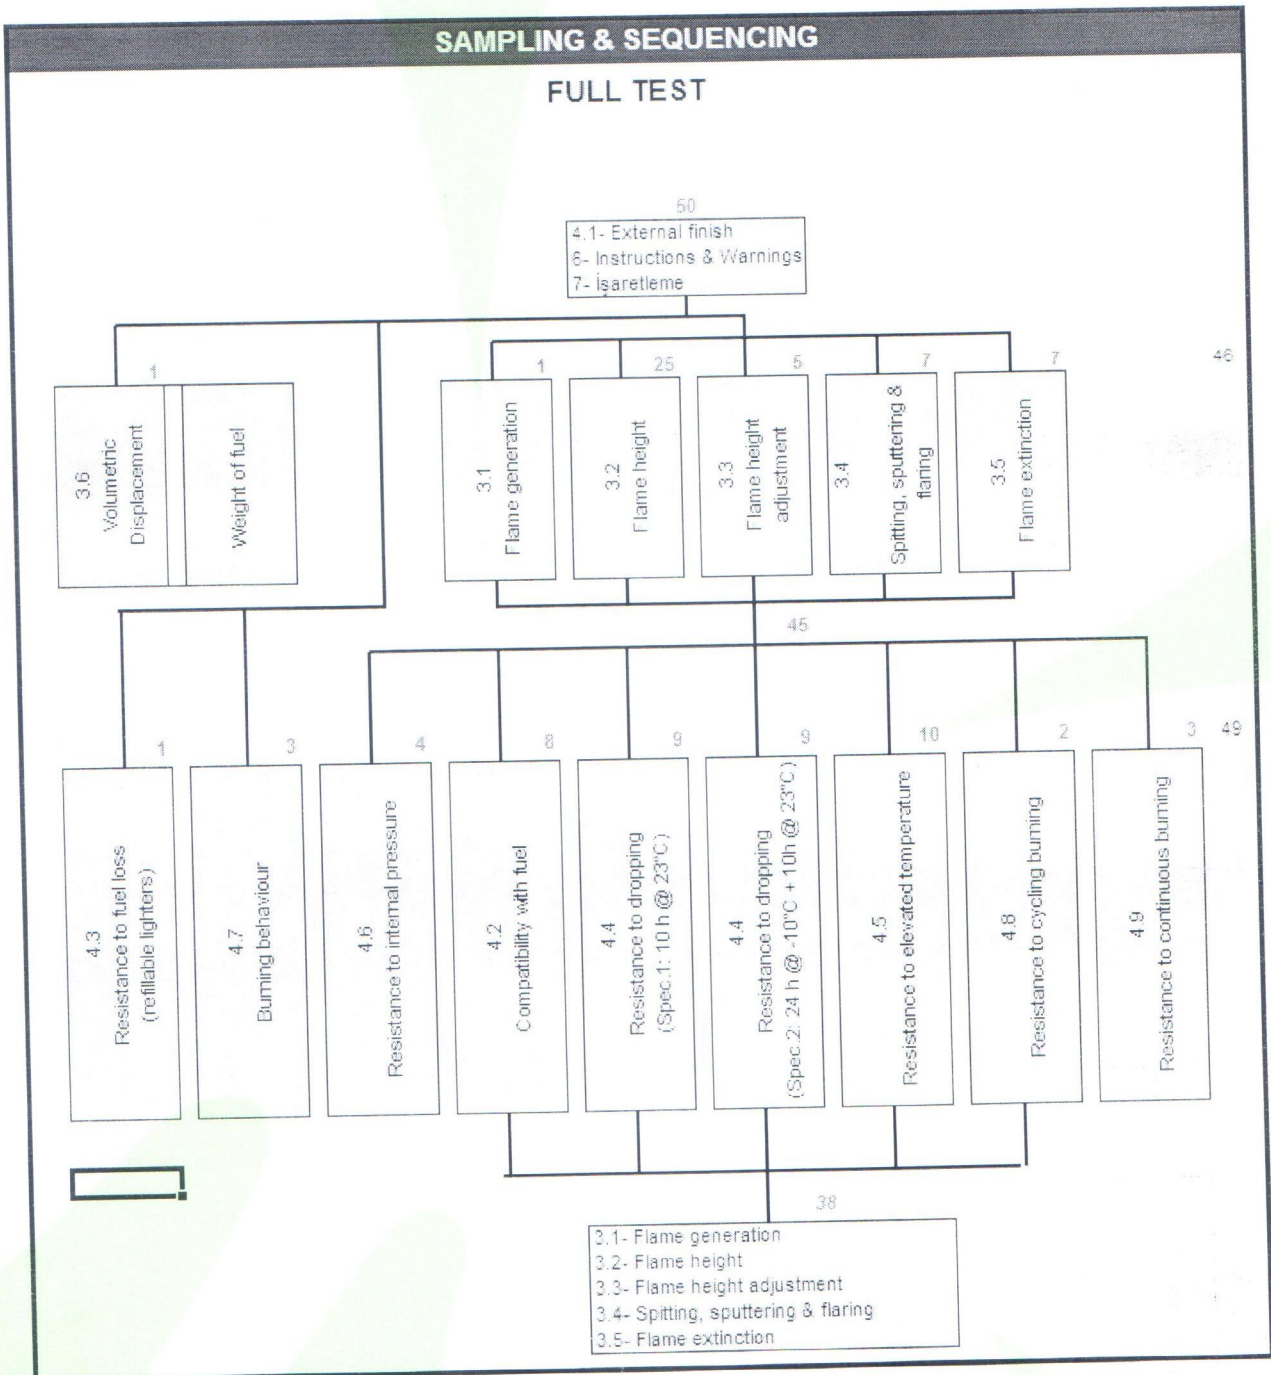 SAMPLING & SEQUENCING
FULL TEST
50
4.1- External finish
6- Instructions & Warnings
7- İşaretleme
1
3.6
Volumetric
Displacement
Weight of fuel
1
3.1
Flame generation
25
3.2
Flame height
5
3.3
Flame height
adjustment
7
3.4
Spitting, sputtering &
flaring
7
3.5
Flame extinction
46
45
1
4.3
Resistance to fuel loss
(refillable lighters)
3
4.7
Burning behaviour
4
4.6
Resistance to internal pressure
8
4.2
Compatibility with fuel
9
4.4
Resistance to dropping
(Spec.1: 10 h @ 23°C)
9
4.4
Resistance to dropping
(Spec.2: 24 h @ -10°C + 10h @ 23°C)
10
4.5
Resistance to elevated temperature
2
4.8
Resistance to cycling burning
3
4.9
Resistance to continuous burning
49
38
3.1- Flame generation
3.2- Flame height
3.3- Flame height adjustment
3.4- Spitting, sputtering & flaring
3.5- Flame extinction